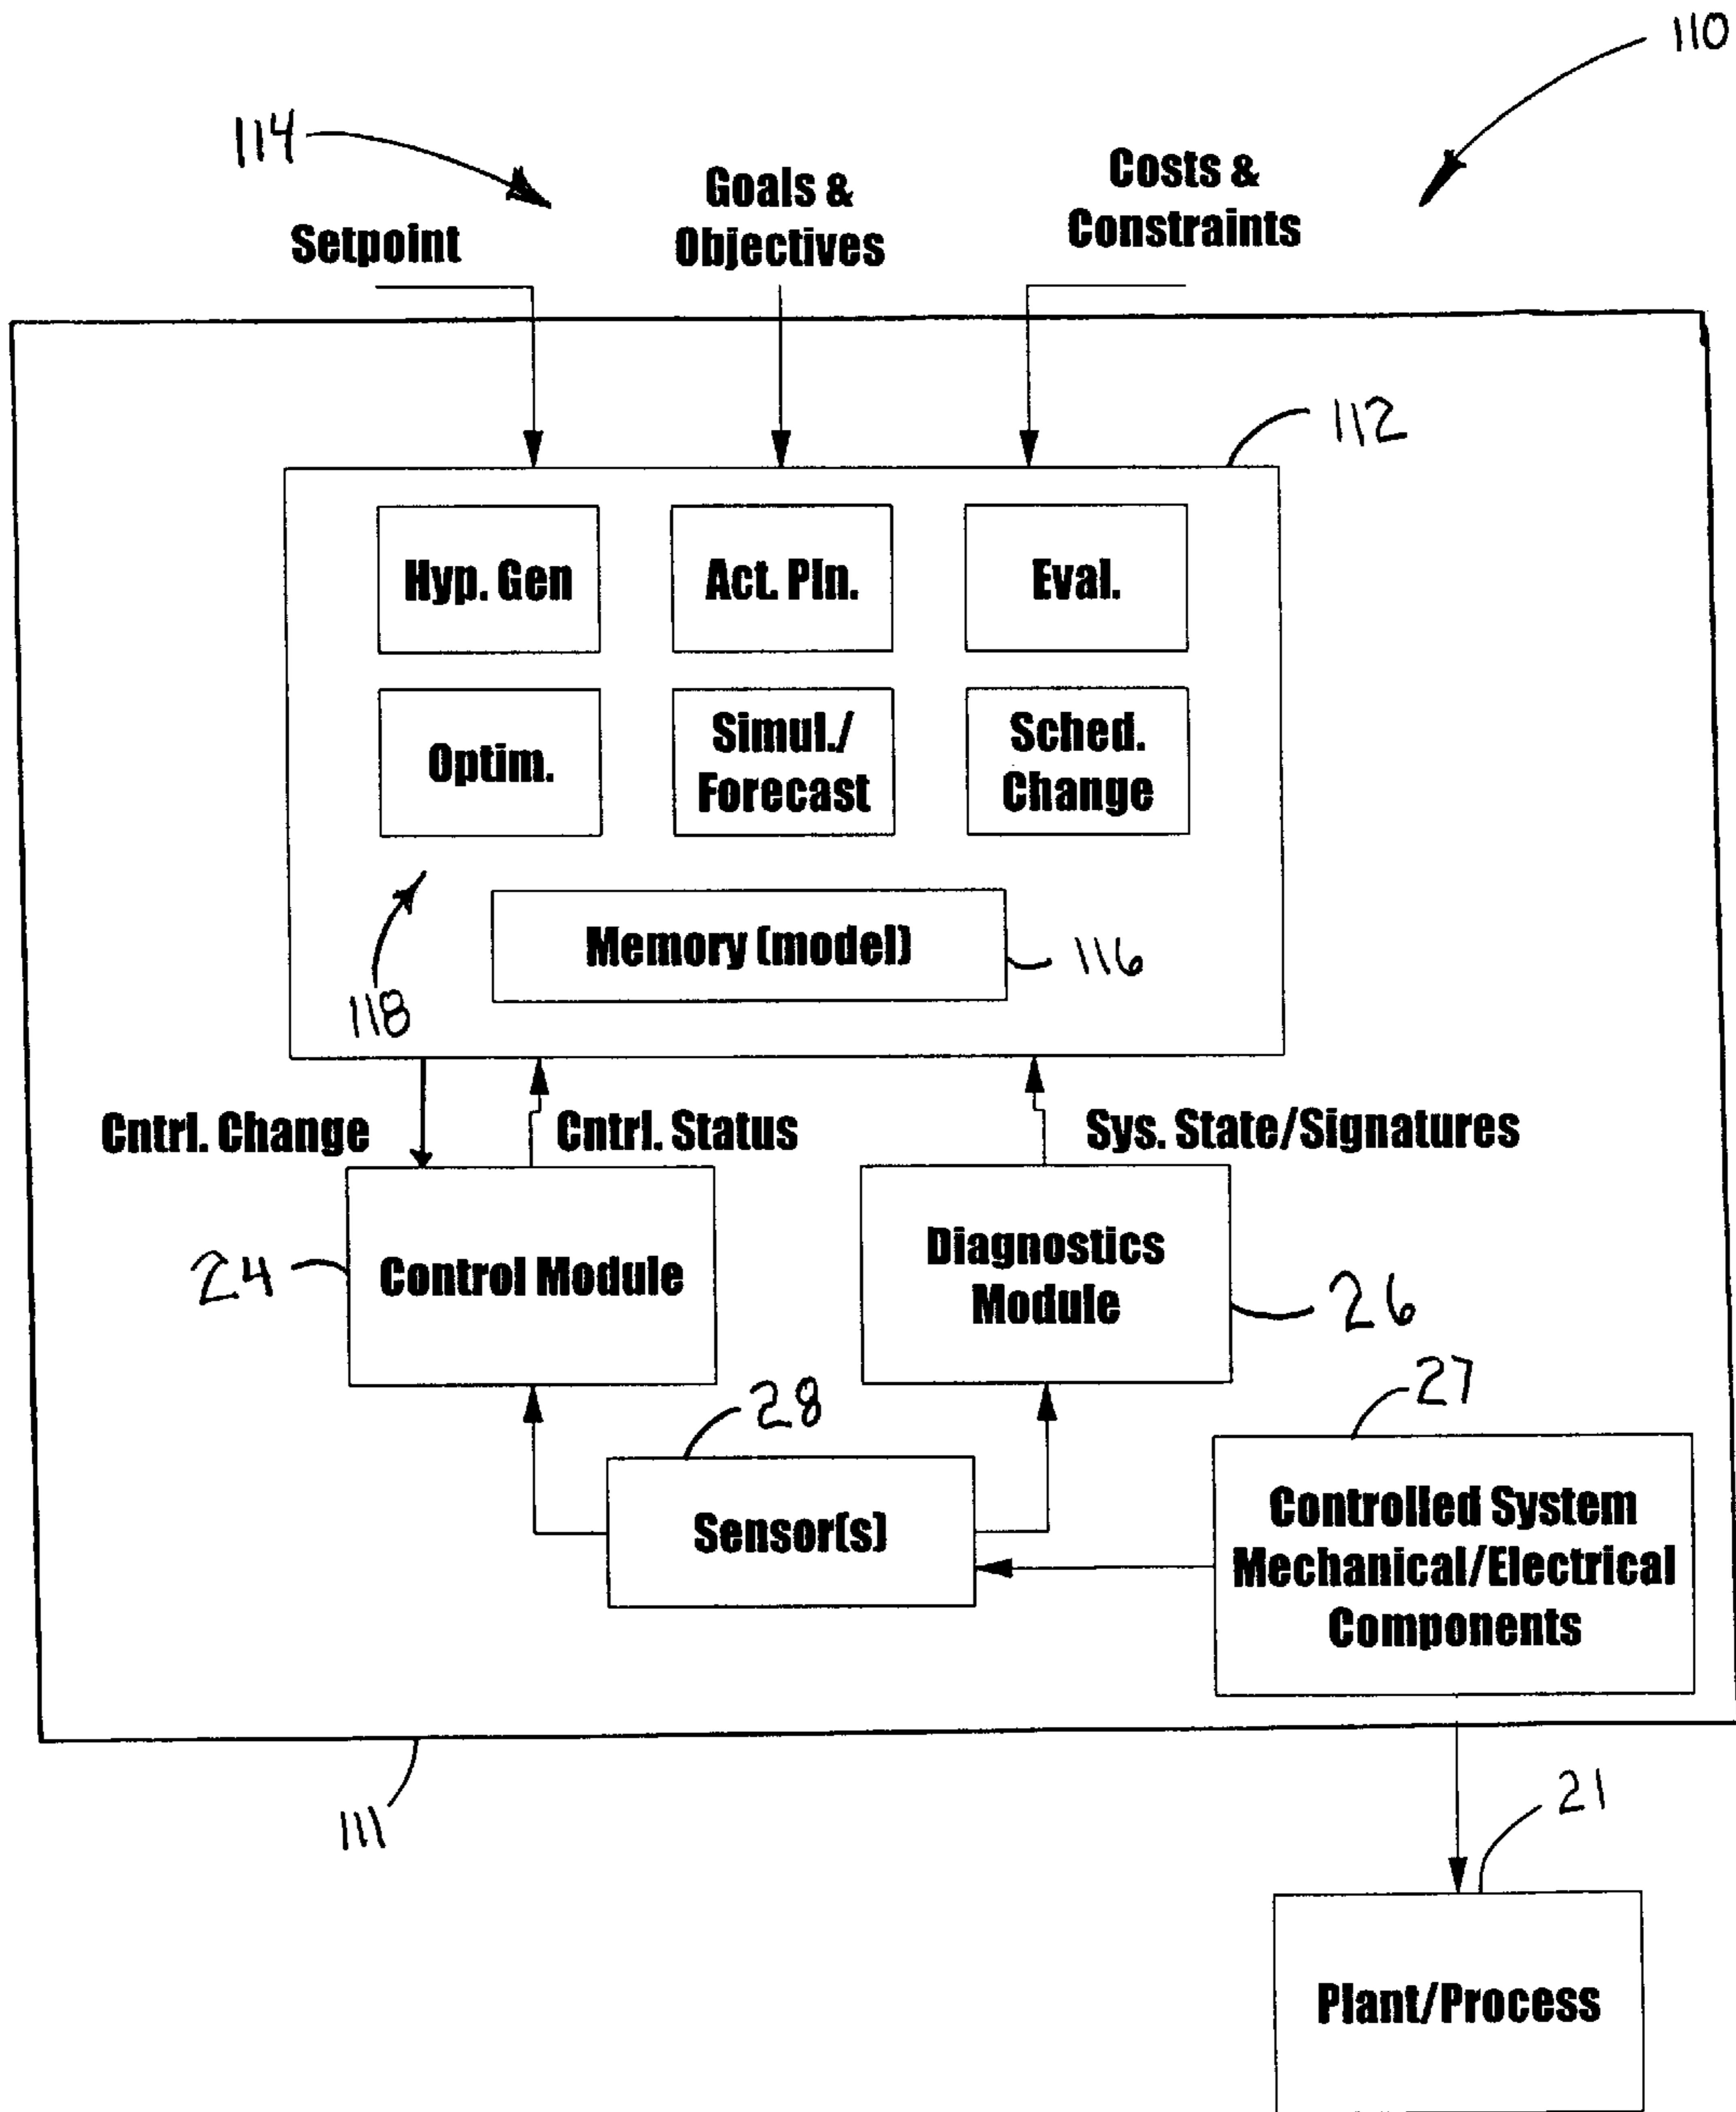 110
114
Goals &
Objectives
Costs &
Constraints
Setpoint
112
Hyp. Gen
Act. Pln.
Eval.
Optim.
Simul./
Forecast
Sched.
Change
Memory (model)
116
118
Cntrl. Change
Cntrl. Status
Sys. State/Signatures
24
Control Module
Diagnostics
Module
26
27
28
Sensor(s)
Controlled System
Mechanical/Electrical
Components
111
21
Plant/Process